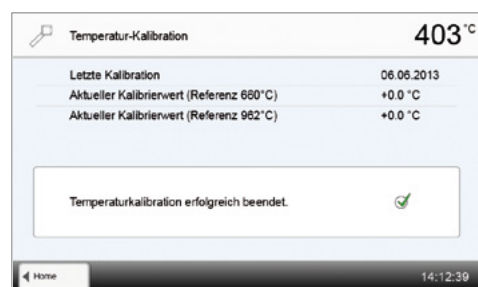 Temperatur-Kalibration 403 °C
Letzte Kalibration 06.06.2013
Aktueller Kalibrierwert (Referenz 660°C) +0.0 °C
Aktueller Kalibrierwert (Referenz 962°C) +0.0 °C
Temperaturkalibration erfolgreich beendet.
Home 14:12:39